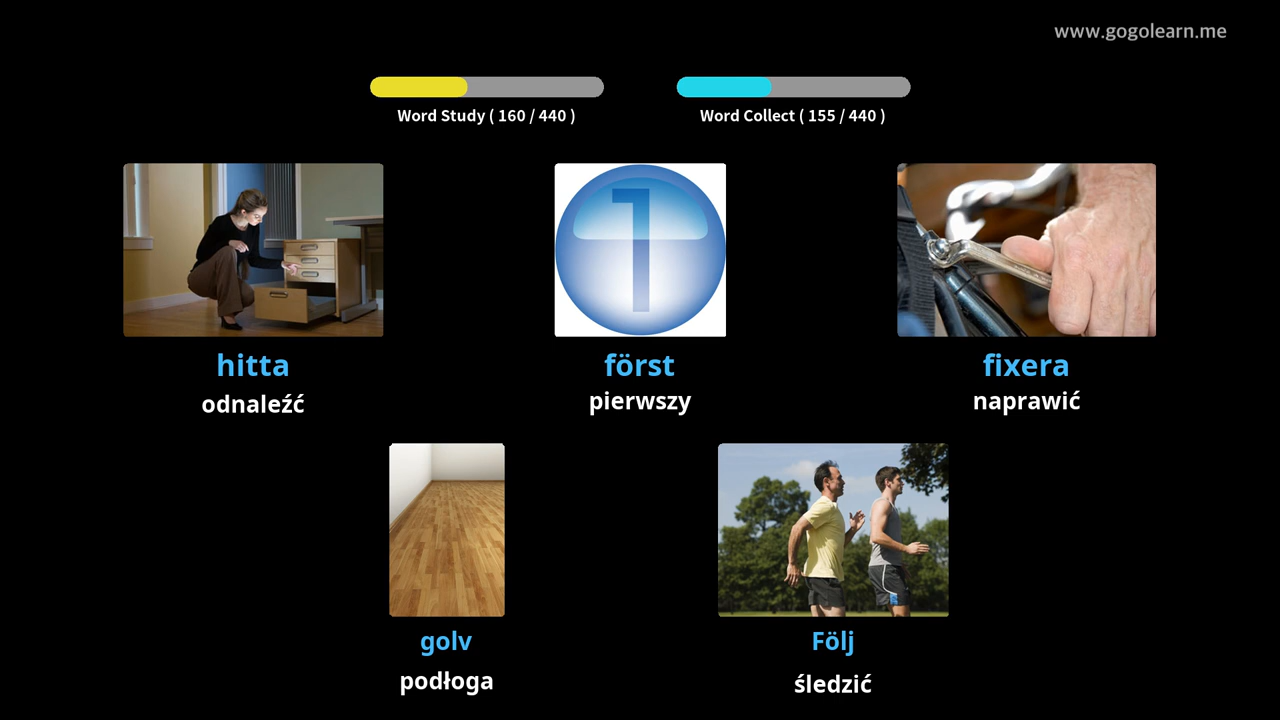 www.gogolearn.me
Word Study ( 160 / 440 )
Word Collect ( 155 / 440 )
1
hitta
odnaleźć
först
pierwszy
fixera
naprawić
golv
podłoga
Följ
śledzić